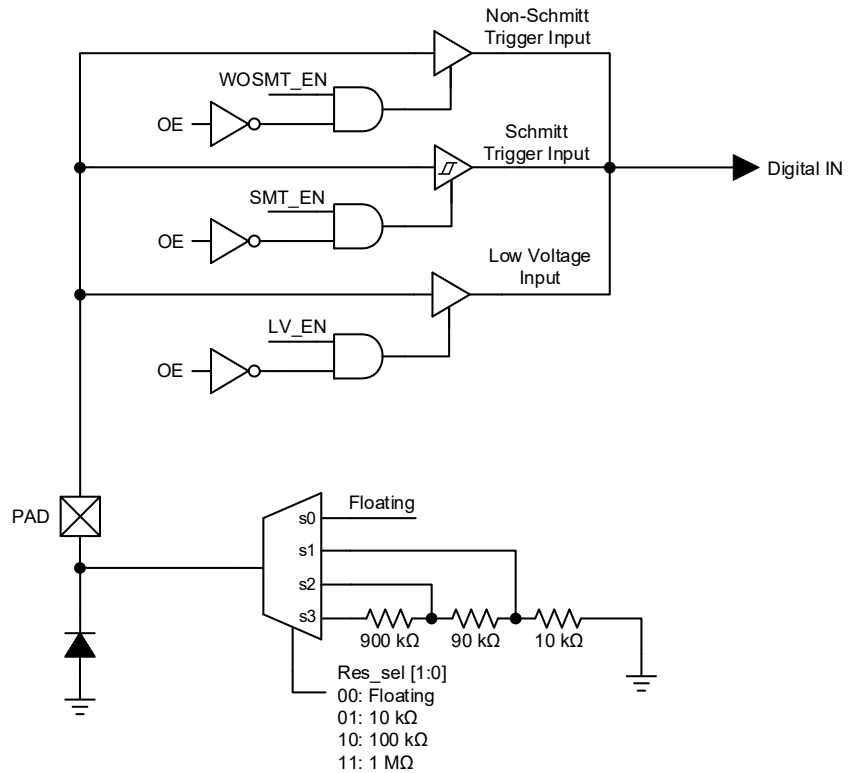 Non-Schmitt
Trigger Input
WOSMT_EN
OE
Schmitt
Trigger Input
Digital IN
SMT_EN
OE
Low Voltage
Input
LV_EN
OE
PAD
Floating
s0
s1
s2
s3
900 kΩ
90 kΩ
10 kΩ
Res_sel [1:0]
00: Floating
01: 10 kΩ
10: 100 kΩ
11: 1 MΩ